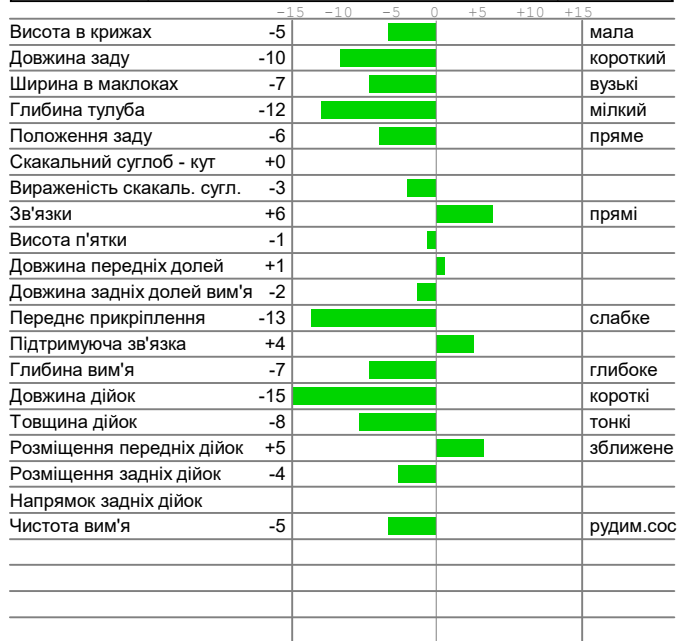 -15 -10 -5 0 +5 +10 +15
Висота в крижах -5 мала
Довжина заду -10 короткий
Ширина в маклоках -7 вузькі
Глибина тулуба -12 мілкий
Положення заду -6 пряме
Скакальний суглоб - кут +0
Вираженість скакаль. сугл. -3
Зв'язки +6 прямі
Висота п'ятки -1
Довжина передніх долей +1
Довжина задніх долей вим'я -2
Переднє прикріплення -13 слабке
Підтримуюча зв'язка +4
Глибина вим'я -7 глибоке
Довжина дійок -15 короткі
Товщина дійок -8 тонкі
Розміщення передніх дійок +5 зближене
Розміщення задніх дійок -4
Напрямок задніх дійок
Чистота вим'я -5 рудим.сос